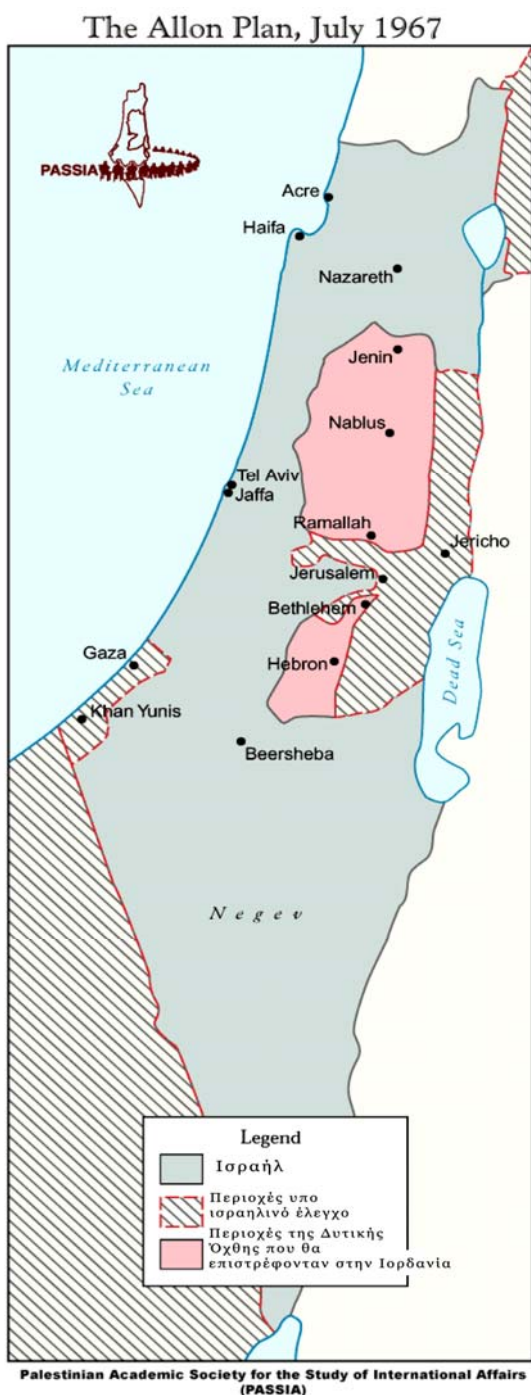 The Allon Plan, July 1967
PASSIA
Acre
Haifa
Nazareth
Mediterranean
Sea
Jenin
Nablus
Tel Aviv
Jaffa
Ramallah
Jericho
Jerusalem
Bethlehem
Dead Sea
Gaza
Hebron
Khan Yunis
Beersheba
Negev
Legend
Ισραήλ
Περιοχές υπο
ισραηλινό έλεγχο
Περιοχές της Δυτικής
Όχθης που θα
επιστρέφονταν στην Ιορδανία
Palestinian Academic Society for the Study of International Affairs
(PASSIA)